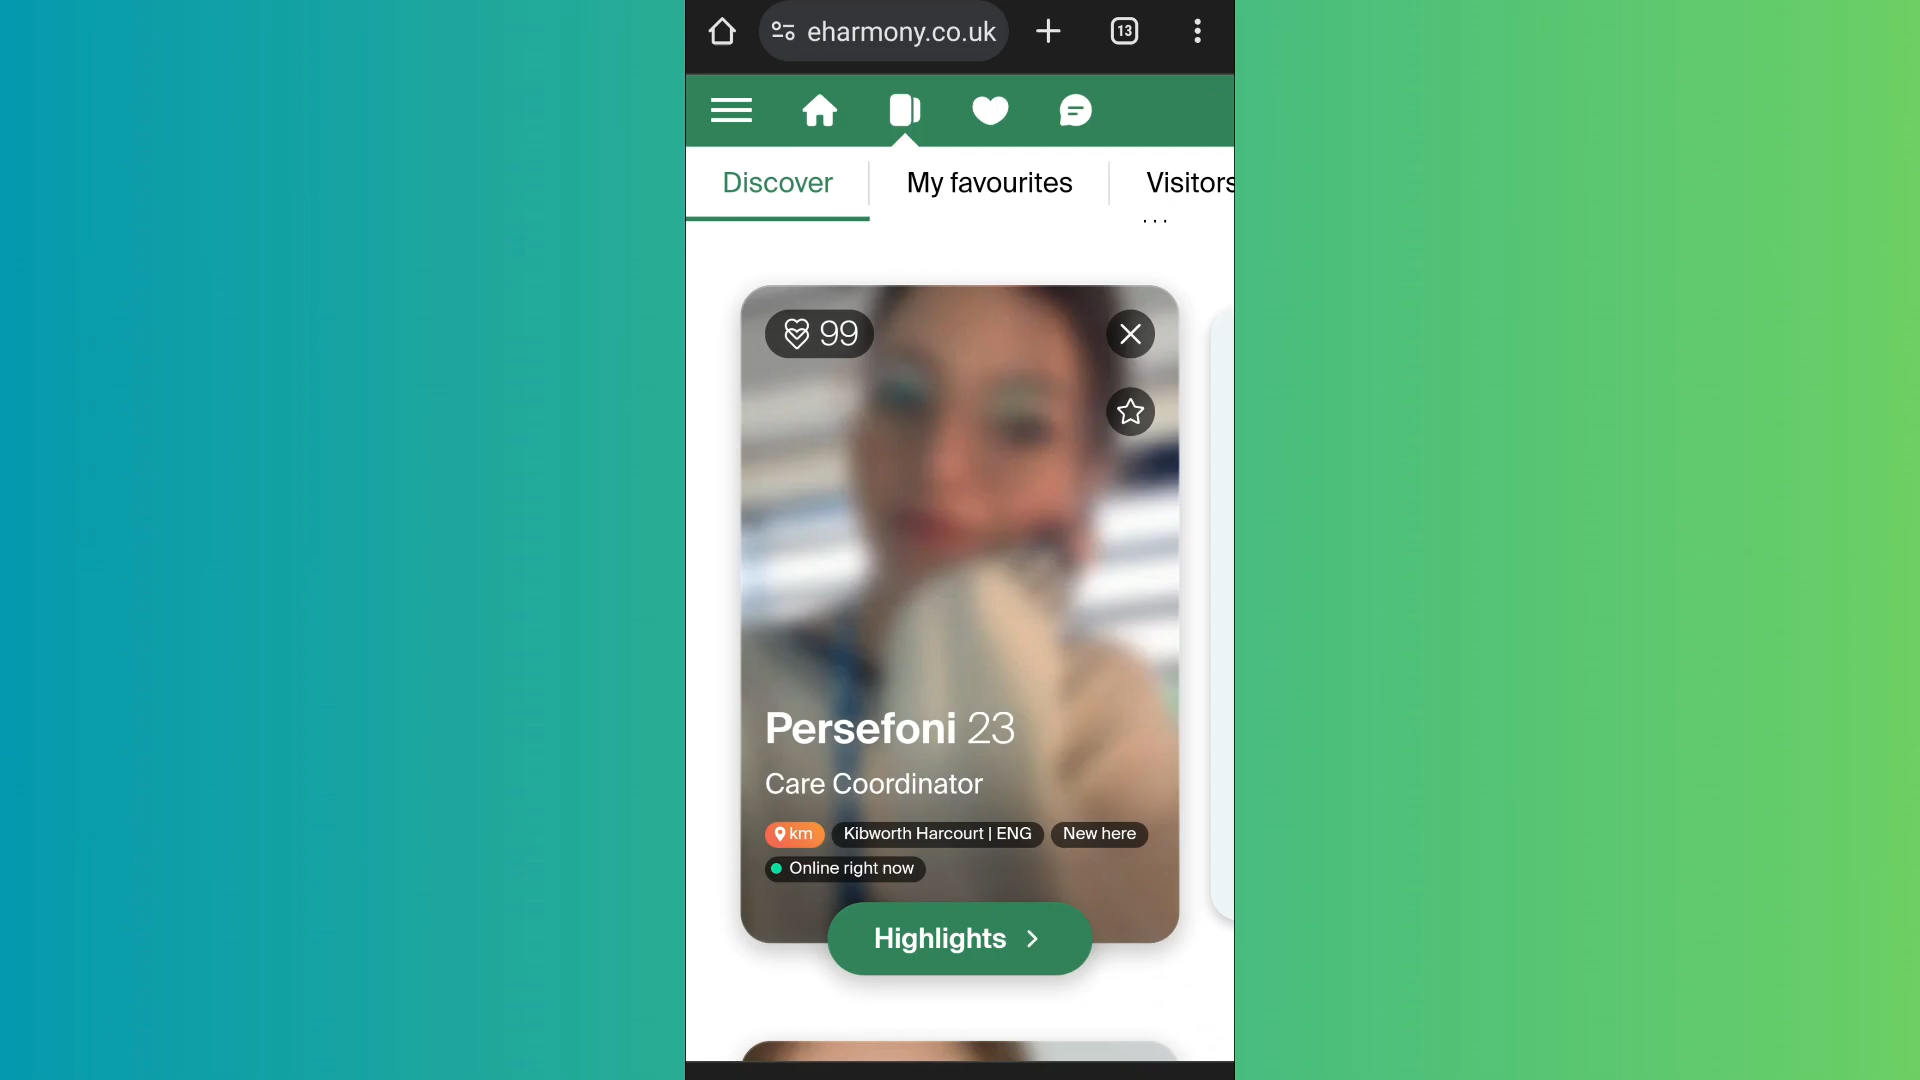 eharmony.co.uk
13
Discover
My favourites
Visitors
...
99
Persefoni 23
Care Coordinator
km
Kibworth Harcourt | ENG
New here
Online right now
Highlights